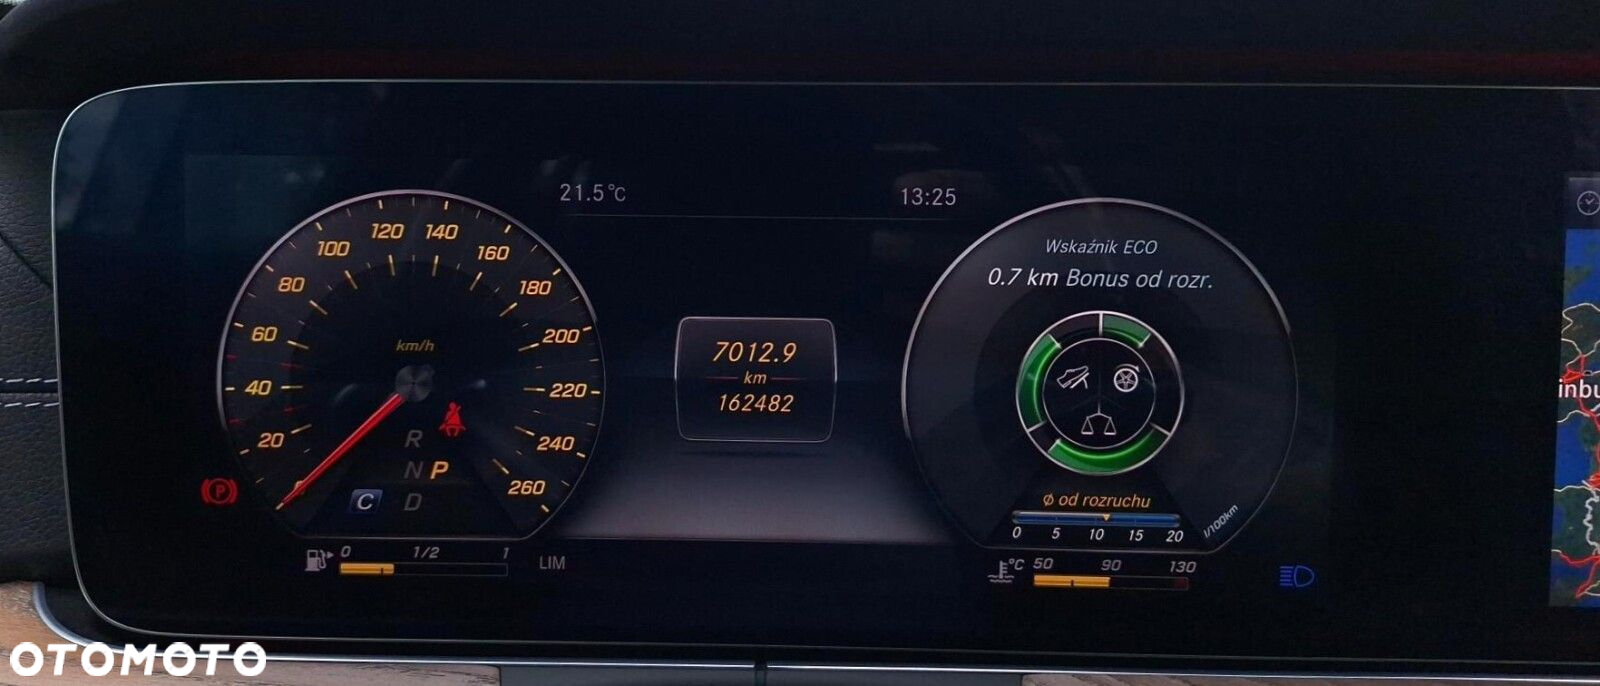 21.5°C
13:25
0 20 40 60 80 100 120 140 160 180 200 220 240 260
km/h
R
N P
C D
7012.9
km
162482
Wskaźnik ECO
0.7 km Bonus od rozr.
Ø od rozruchu
0 5 10 15 20
l/100km
0 1/2 1
LIM
°C 50 90 130
P
inbu
OTOMOTO